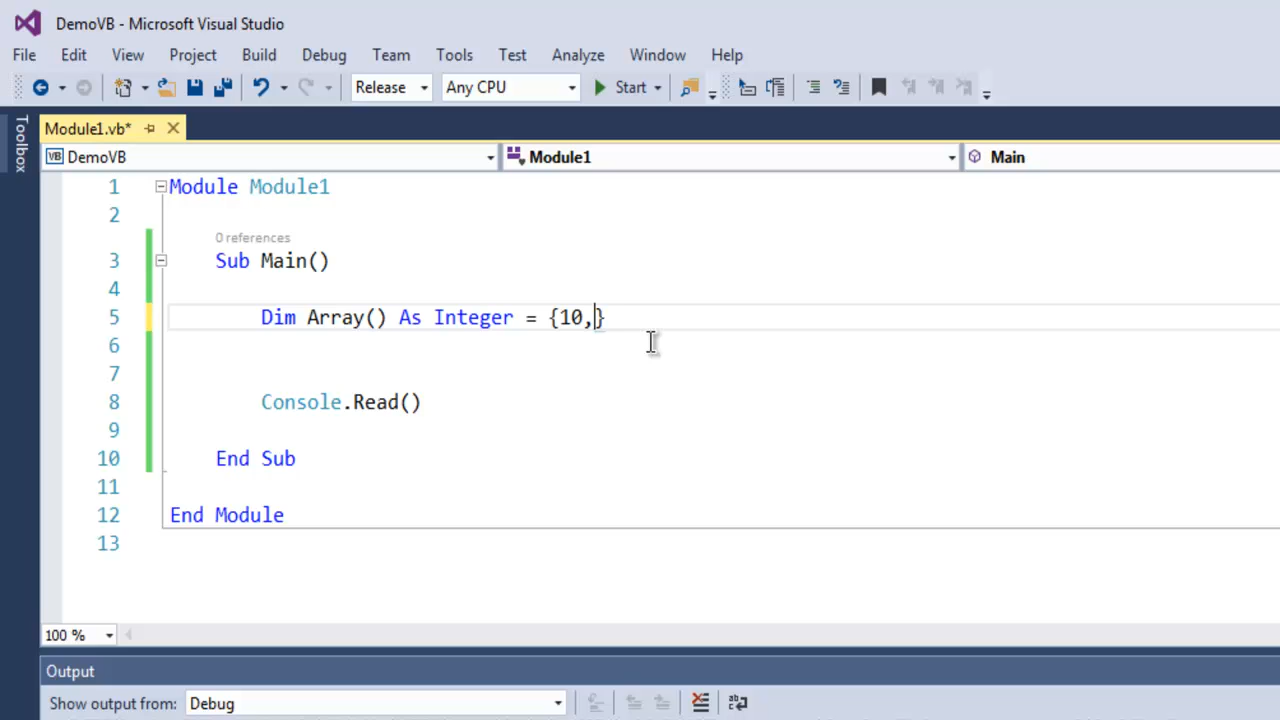 DemoVB - Microsoft Visual Studio
File Edit View Project Build Debug Team Tools Test Analyze Window Help
Release Any CPU Start
Toolbox
Module1.vb*
VB DemoVB Module1 Main
1 Module Module1
2
0 references
3 Sub Main()
4
5 Dim Array() As Integer = {10,}
6
7
8 Console.Read()
9
10 End Sub
11
12 End Module
13
100 %
Output
Show output from: Debug